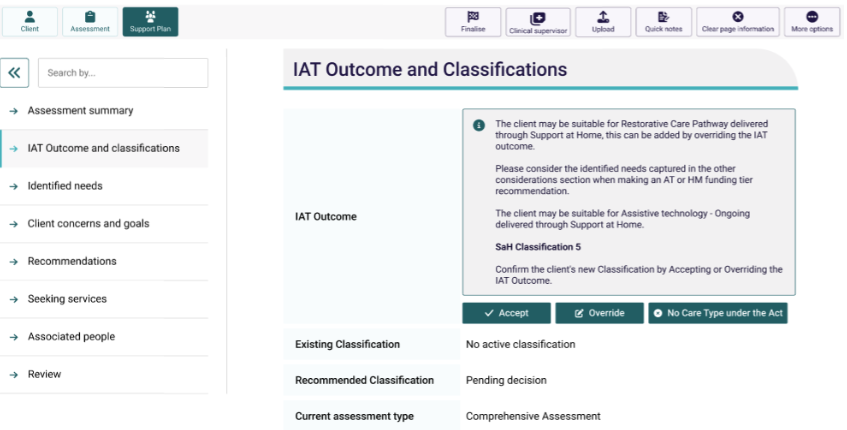 Client
Assessment
Support Plan
Finalise
Clinical supervisor
Upload
Quick notes
Clear page information
More options
Search by...
Assessment summary
IAT Outcome and classifications
Identified needs
Client concerns and goals
Recommendations
Seeking services
Associated people
Review
IAT Outcome and Classifications
IAT Outcome
The client may be suitable for Restorative Care Pathway delivered
through Support at Home, this can be added by overriding the IAT
outcome.
Please consider the identified needs captured in the other
considerations section when making an AT or HM funding tier
recommendation.
The client may be suitable for Assistive technology - Ongoing
delivered through Support at Home.
SaH Classification 5
Confirm the client's new Classification by Accepting or Overriding the
IAT Outcome.
Accept
Override
No Care Type under the Act
Existing Classification
No active classification
Recommended Classification
Pending decision
Current assessment type
Comprehensive Assessment